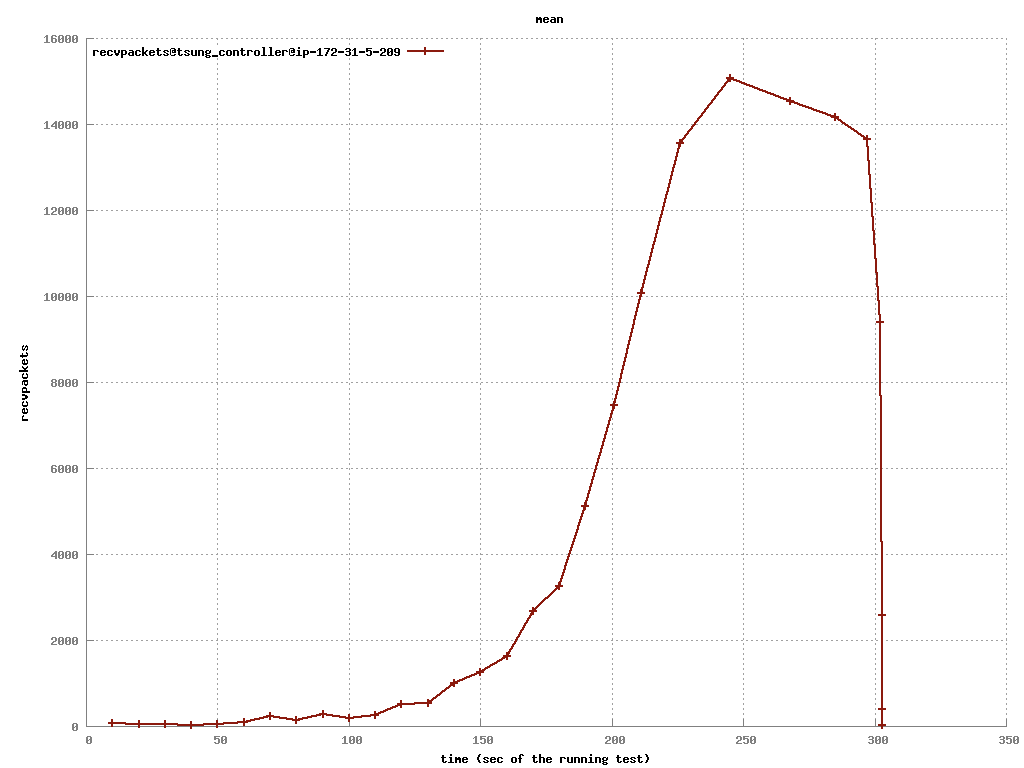 mean
16000
recvpackets@tsung_controller@ip-172-31-5-209
14000
12000
10000
8000
recvpackets
6000
4000
2000
0
0 50 100 150 200 250 300 350
time (sec of the running test)